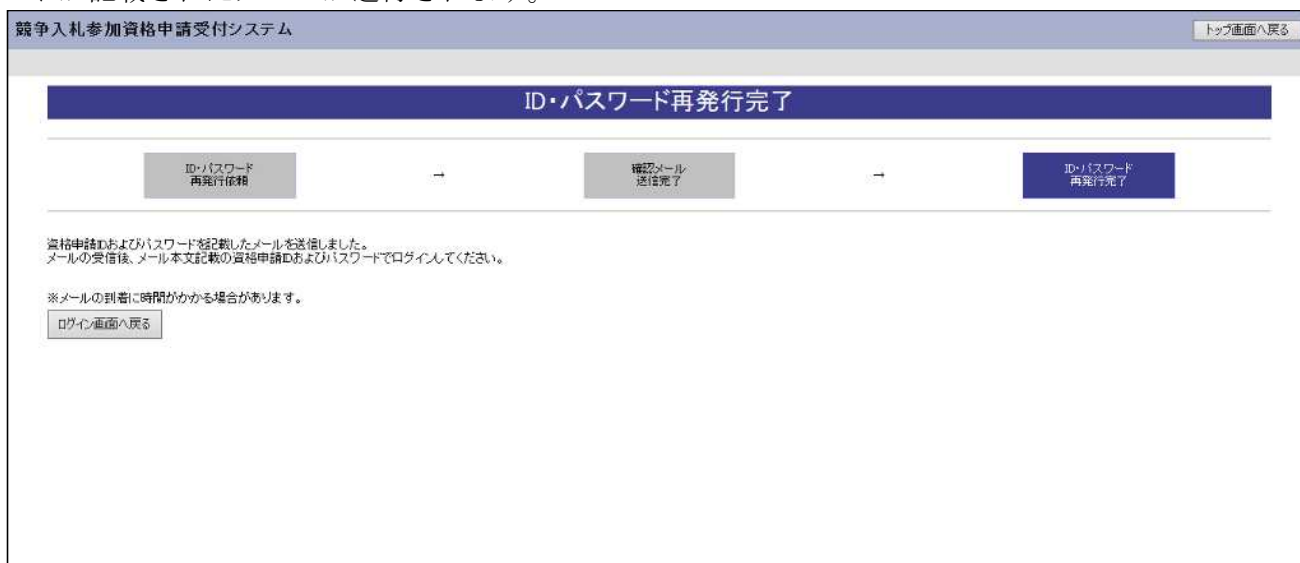 競争入札参加資格申請受付システム
トップ画面へ戻る
ID・パスワード再発行完了
ID・パスワード
再発行依頼
→
確認メール
送信完了
→
ID・パスワード
再発行完了
資格申請IDおよびパスワードを記載したメールを送信しました。
メールの受信後、メール本文記載の資格申請IDおよびパスワードでログインしてください。
※メールの到着に時間がかかる場合があります。
ログイン画面へ戻る